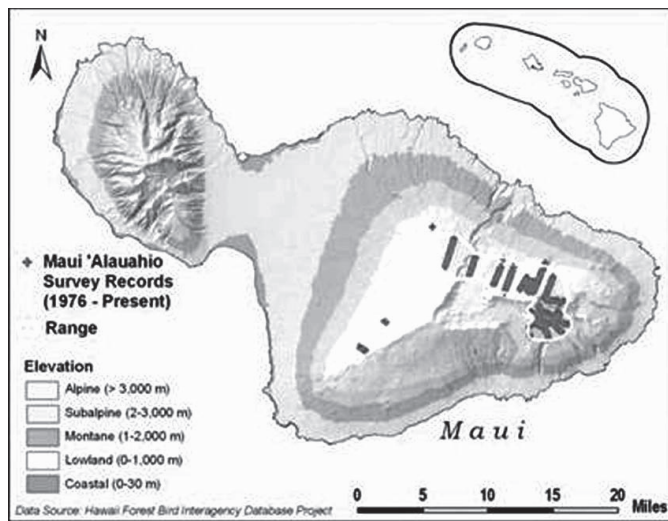 N
Maui 'Alauahio
Survey Records
(1976 - Present)
Range
Elevation
Alpine (> 3,000 m)
Subalpine (2-3,000 m)
Montane (1-2,000 m)
Lowland (0-1,000 m)
Coastal (0-30 m)
Maui
0 5 10 15 20 Miles
Data Source: Hawaii Forest Bird Interagency Database Project